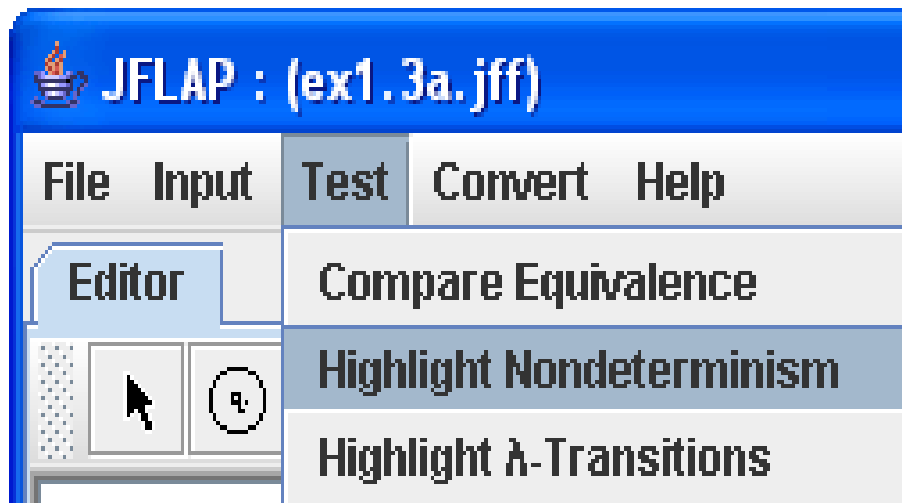 JFLAP : (ex1.3a.jff)
File Input Test Convert Help
Editor
Compare Equivalence
Highlight Nondeterminism
q.
Highlight λ-Transitions